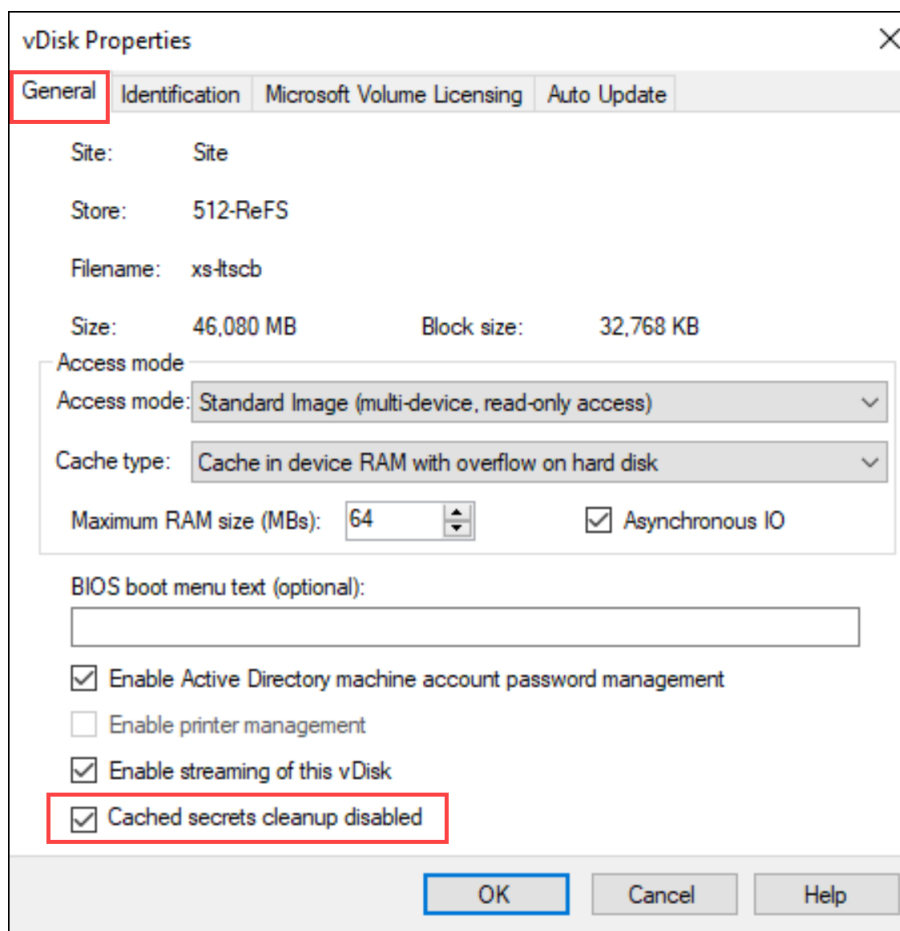 vDisk Properties
General Identification Microsoft Volume Licensing Auto Update
Site: Site
Store: 512-ReFS
Filename: xs-ltscb
Size: 46,080 MB Block size: 32,768 KB
Access mode
Access mode: Standard Image (multi-device, read-only access)
Cache type: Cache in device RAM with overflow on hard disk
Maximum RAM size (MBs): 64 Asynchronous IO
BIOS boot menu text (optional):
Enable Active Directory machine account password management
Enable printer management
Enable streaming of this vDisk
Cached secrets cleanup disabled
OK Cancel Help